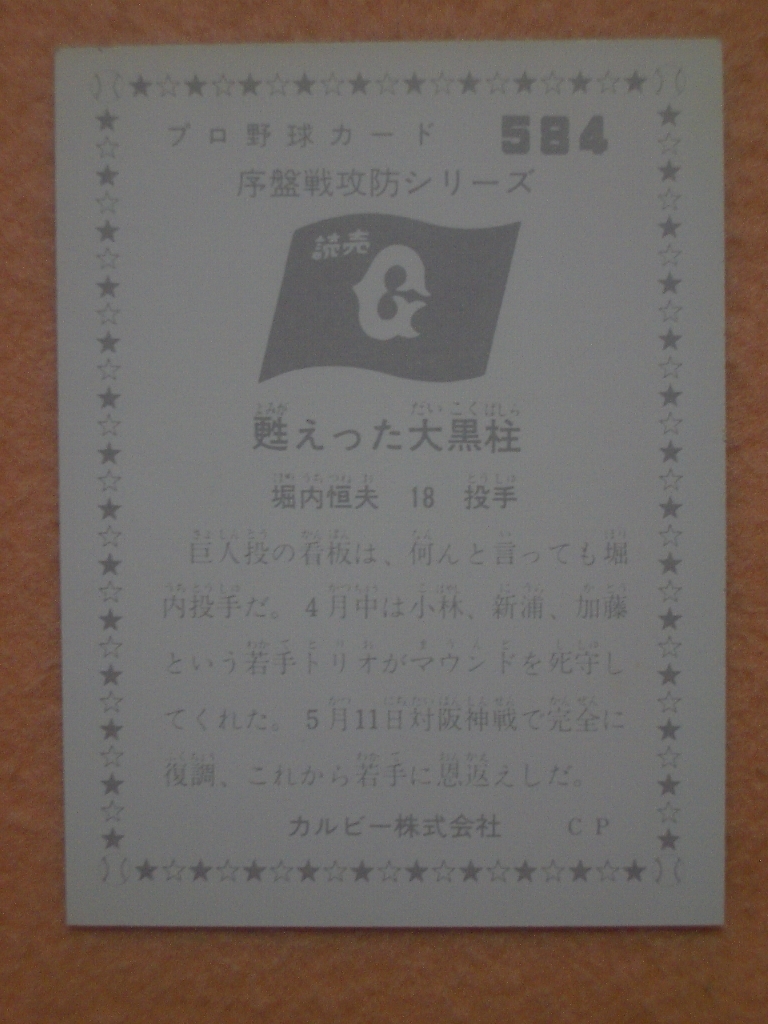 プロ野球カード 584
序盤戦攻防シリーズ
読売
G
甦えった大黒柱
堀内恒夫 18 投手
巨人投の看板は、何んと言っても堀
内投手だ。4月中は小林、新浦、加藤
という若手トリオがマウンドを死守し
てくれた。5月11日対阪神戦で完全に
復調、これから若手に恩返えしだ。
カルビー株式会社 CP